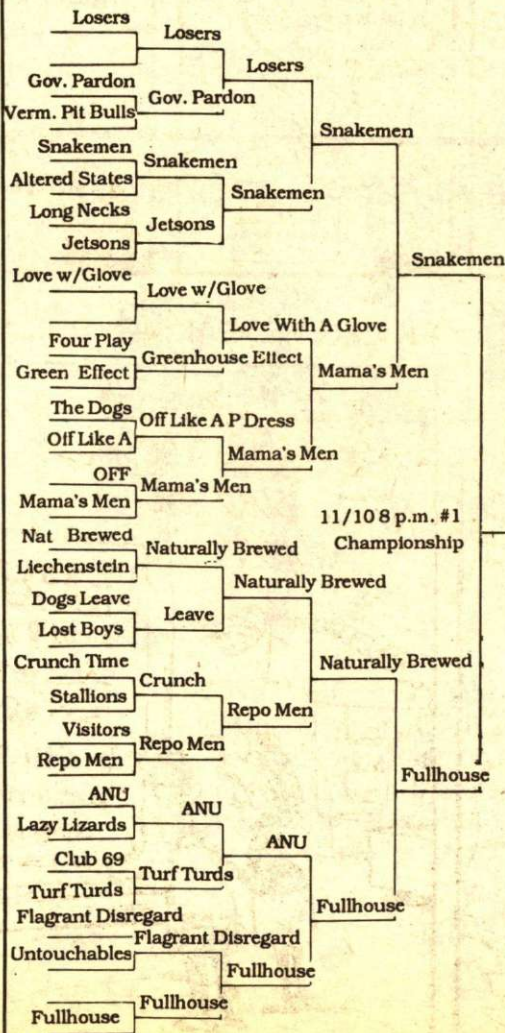 Losers
Losers
Losers
Gov. Pardon
Gov. Pardon
Verm. Pit Bulls
Snakemen
Snakemen
Snakemen
Altered States
Snakemen
Long Necks
Jetsons
Jetsons
Snakemen
Love w/Glove
Love w/Glove
Love With A Glove
Four Play
Greenhouse Effect
Green Effect
Mama's Men
The Dogs
Off Like A P Dress
Off Like A
Mama's Men
OFF
Mama's Men
Mama's Men
11/10 8 p.m. #1
Championship
Nat Brewed
Naturally Brewed
Liechenstein
Naturally Brewed
Dogs Leave
Leave
Lost Boys
Naturally Brewed
Crunch Time
Crunch
Stallions
Repo Men
Visitors
Repo Men
Repo Men
Fullhouse
ANU
ANU
Lazy Lizards
ANU
Club 69
Turf Turds
Turf Turds
Fullhouse
Flagrant Disregard
Flagrant Disregard
Untouchables
Fullhouse
Fullhouse
Fullhouse